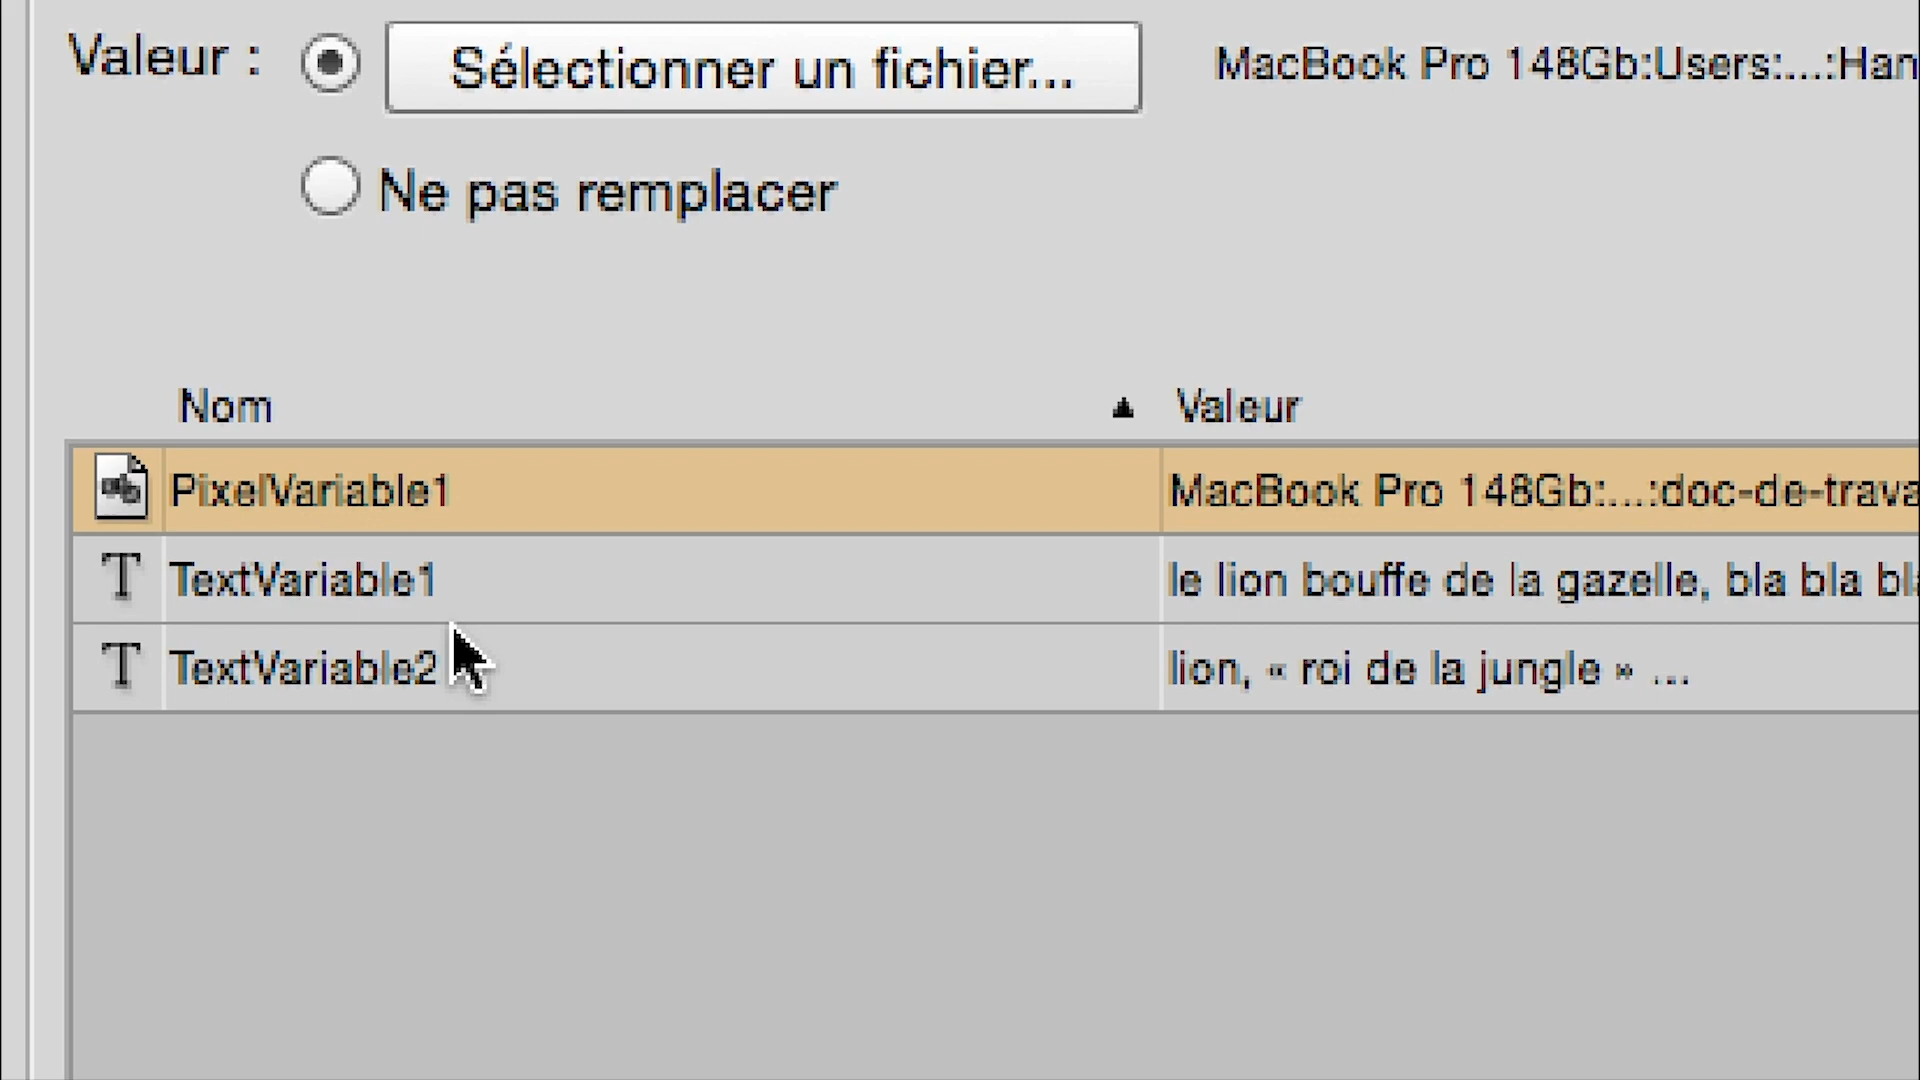 Valeur : Sélectionner un fichier... MacBook Pro 148Gb:Users:...:Han
Ne pas remplacer
Nom Valeur
PixelVariable1 MacBook Pro 148Gb:...:doc-de-trava
TextVariable1 le lion bouffe de la gazelle, bla bla bla
TextVariable2 lion, « roi de la jungle » ...